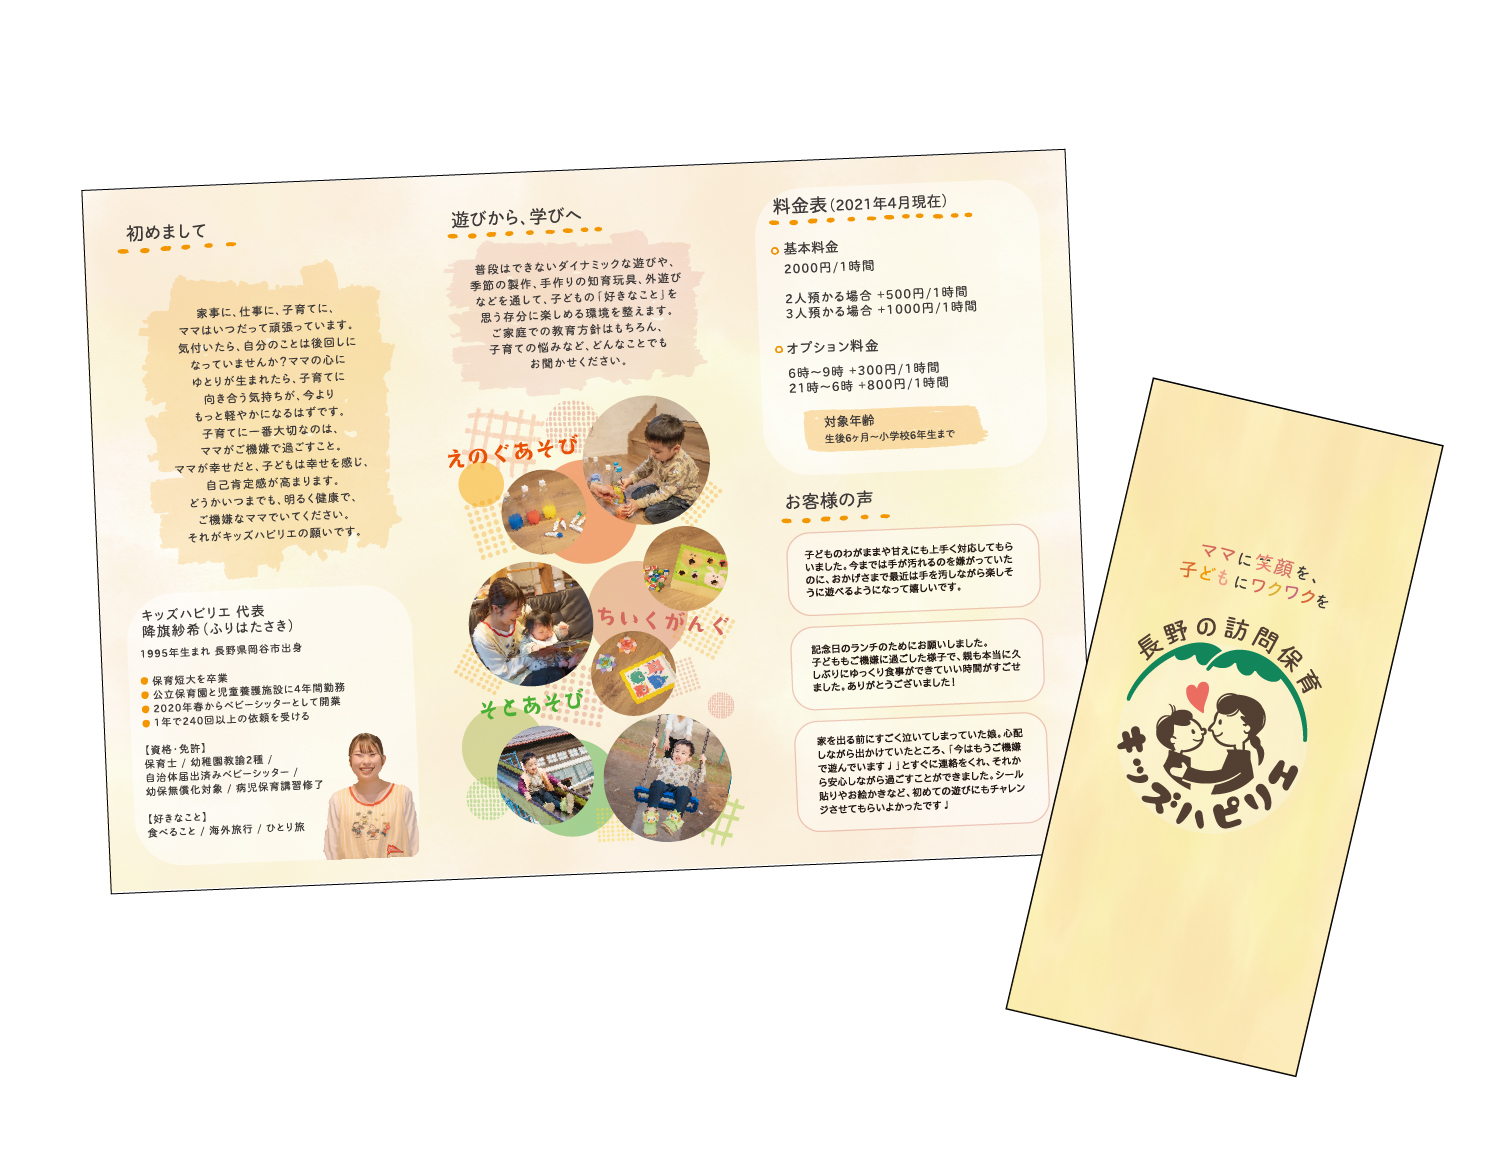 初めまして
家事に、仕事に、子育てに、
ママはいつだって頑張っています。
気付いたら、自分のことは後回しに
なっていませんか？ママの心に
ゆとりが生まれたら、子育てに
向き合う気持ちが、今より
もっと軽やかになるはずです。
子育てに一番大切なのは、
ママがご機嫌で過ごすこと。
ママが幸せだと、子どもは幸せを感じ、
自己肯定感が高まります。
どうかいつまでも、明るく健康で、
ご機嫌なママでいてください。
それがキッズハピリエの願いです。
キッズハピリエ 代表
降旗紗希（ふりはたさき）
1995年生まれ 長野県岡谷市出身
保育短大を卒業
公立保育園と児童養護施設に4年間勤務
2020年春からベビーシッターとして開業
1年で240回以上の依頼を受ける
【資格・免許】
保育士 / 幼稚園教諭2種 /
自治体届出済みベビーシッター /
幼保無償化対象 / 病児保育講習修了
【好きなこと】
食べること / 海外旅行 / ひとり旅
遊びから、学びへ
普段はできないダイナミックな遊びや、
季節の製作、手作りの知育玩具、外遊び
などを通して、子どもの「好きなこと」を
思う存分に楽しめる環境を整えます。
ご家庭での教育方針はもちろん、
子育ての悩みなど、どんなことでも
お聞かせください。
えのぐあそび
ちいくがんぐ
そとあそび
料金表（2021年4月現在）
基本料金
2000円/1時間
2人預かる場合 +500円/1時間
3人預かる場合 +1000円/1時間
オプション料金
6時〜9時 +300円/1時間
21時〜6時 +800円/1時間
対象年齢
生後6ヶ月〜小学校6年生まで
お客様の声
子どものわがままや甘えにも上手く対応してもら
いました。今までは手が汚れるのを嫌がっていた
のに、おかげさまで最近は手を汚しながら楽しそ
うに遊べるようになって嬉しいです。
記念日のランチのためにお願いしました。
子どももご機嫌に過ごした様子で、親も本当に久
しぶりにゆっくり食事ができていい時間がすごせ
ました。ありがとうございました！
家を出る前にすごく泣いてしまっていた娘。心配
しながら出かけていたところ、「今はもうご機嫌
で遊んでいます♩」とすぐに連絡をくれ、それか
ら安心しながら過ごすことができました。シール
貼りやお絵かきなど、初めての遊びにもチャレン
ジさせてもらいよかったです♩
ママに笑顔を、
子どもにワクワクを
長野の訪問保育
キッズハピリエ